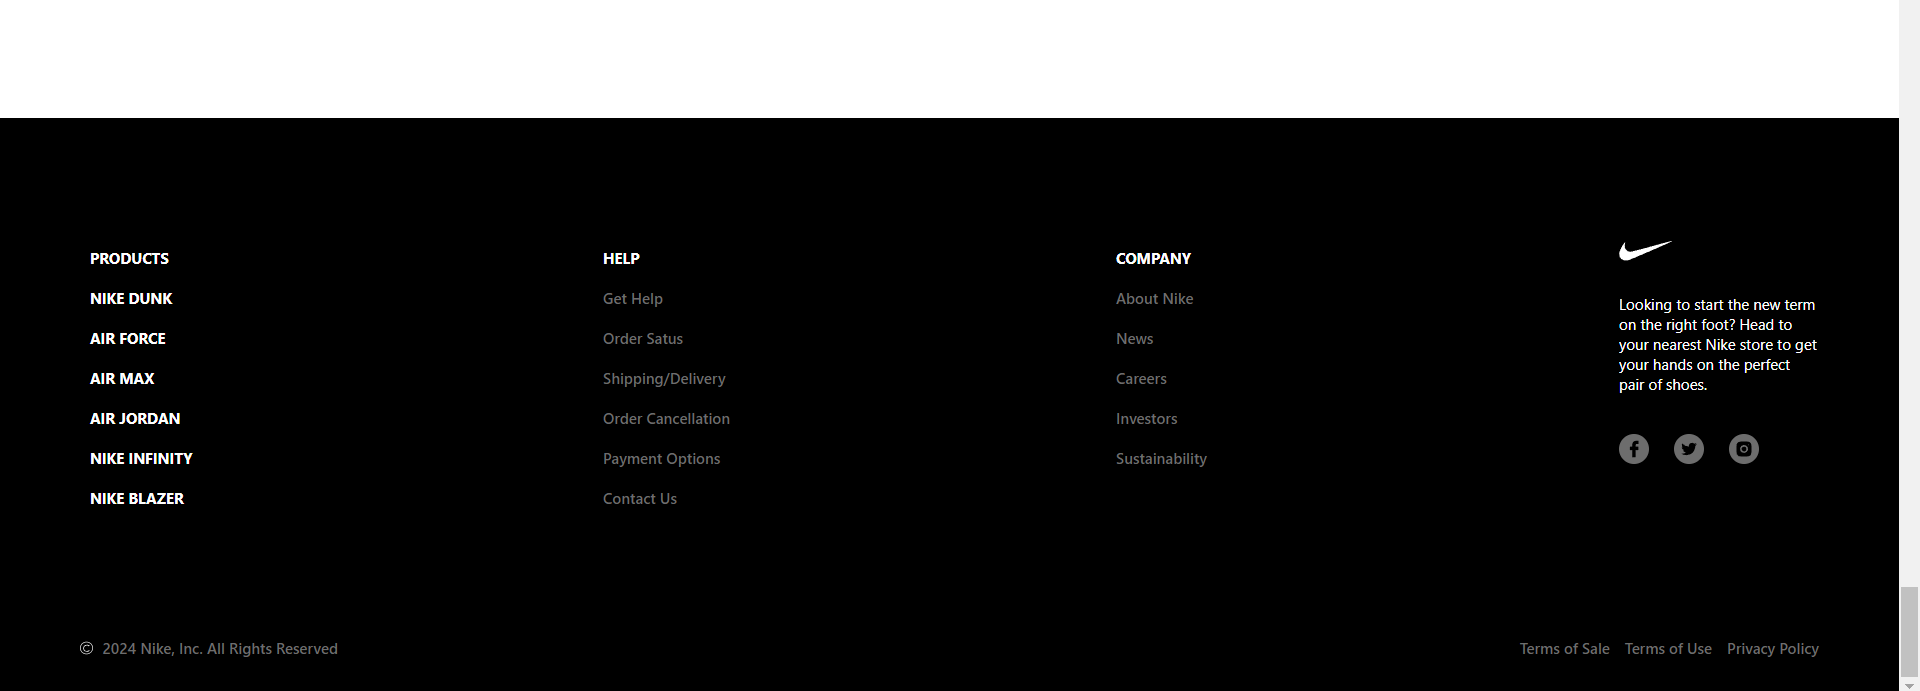 PRODUCTS
NIKE DUNK
AIR FORCE
AIR MAX
AIR JORDAN
NIKE INFINITY
NIKE BLAZER
HELP
Get Help
Order Satus
Shipping/Delivery
Order Cancellation
Payment Options
Contact Us
COMPANY
About Nike
News
Careers
Investors
Sustainability
Looking to start the new term
on the right foot? Head to
your nearest Nike store to get
your hands on the perfect
pair of shoes.
© 2024 Nike, Inc. All Rights Reserved
Terms of Sale Terms of Use Privacy Policy